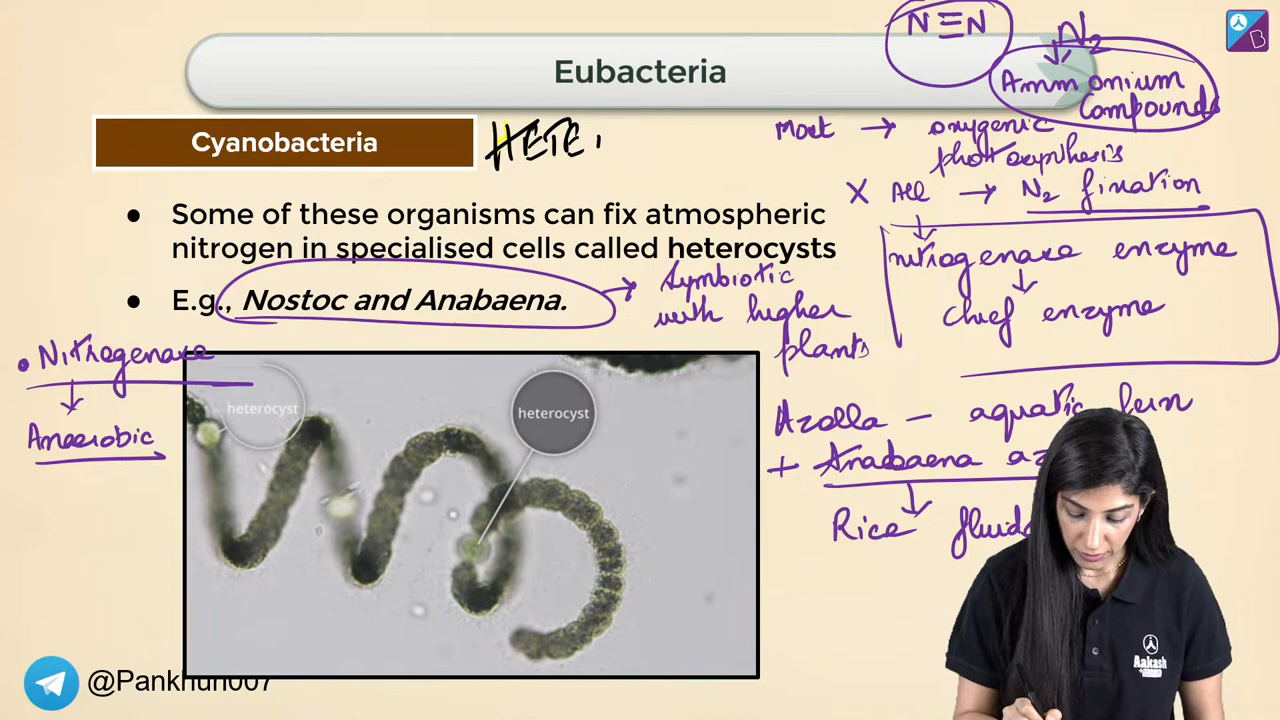 N≡N
N₂
Eubacteria
Ammonium
Compounds
Cyanobacteria
HETE
Most → oxygenic
photosynthesis
X All → N₂ fixation
Some of these organisms can fix atmospheric
nitrogen in specialised cells called heterocysts
nitrogenase enzyme
chief enzyme
E.g., Nostoc and Anabaena.
Symbiotic
with higher
plants
Nitrogenase
Anaerobic
heterocyst
heterocyst
Azolla – aquatic fern
+ Anabaena
Rice
Aakash
@Pankhuri007